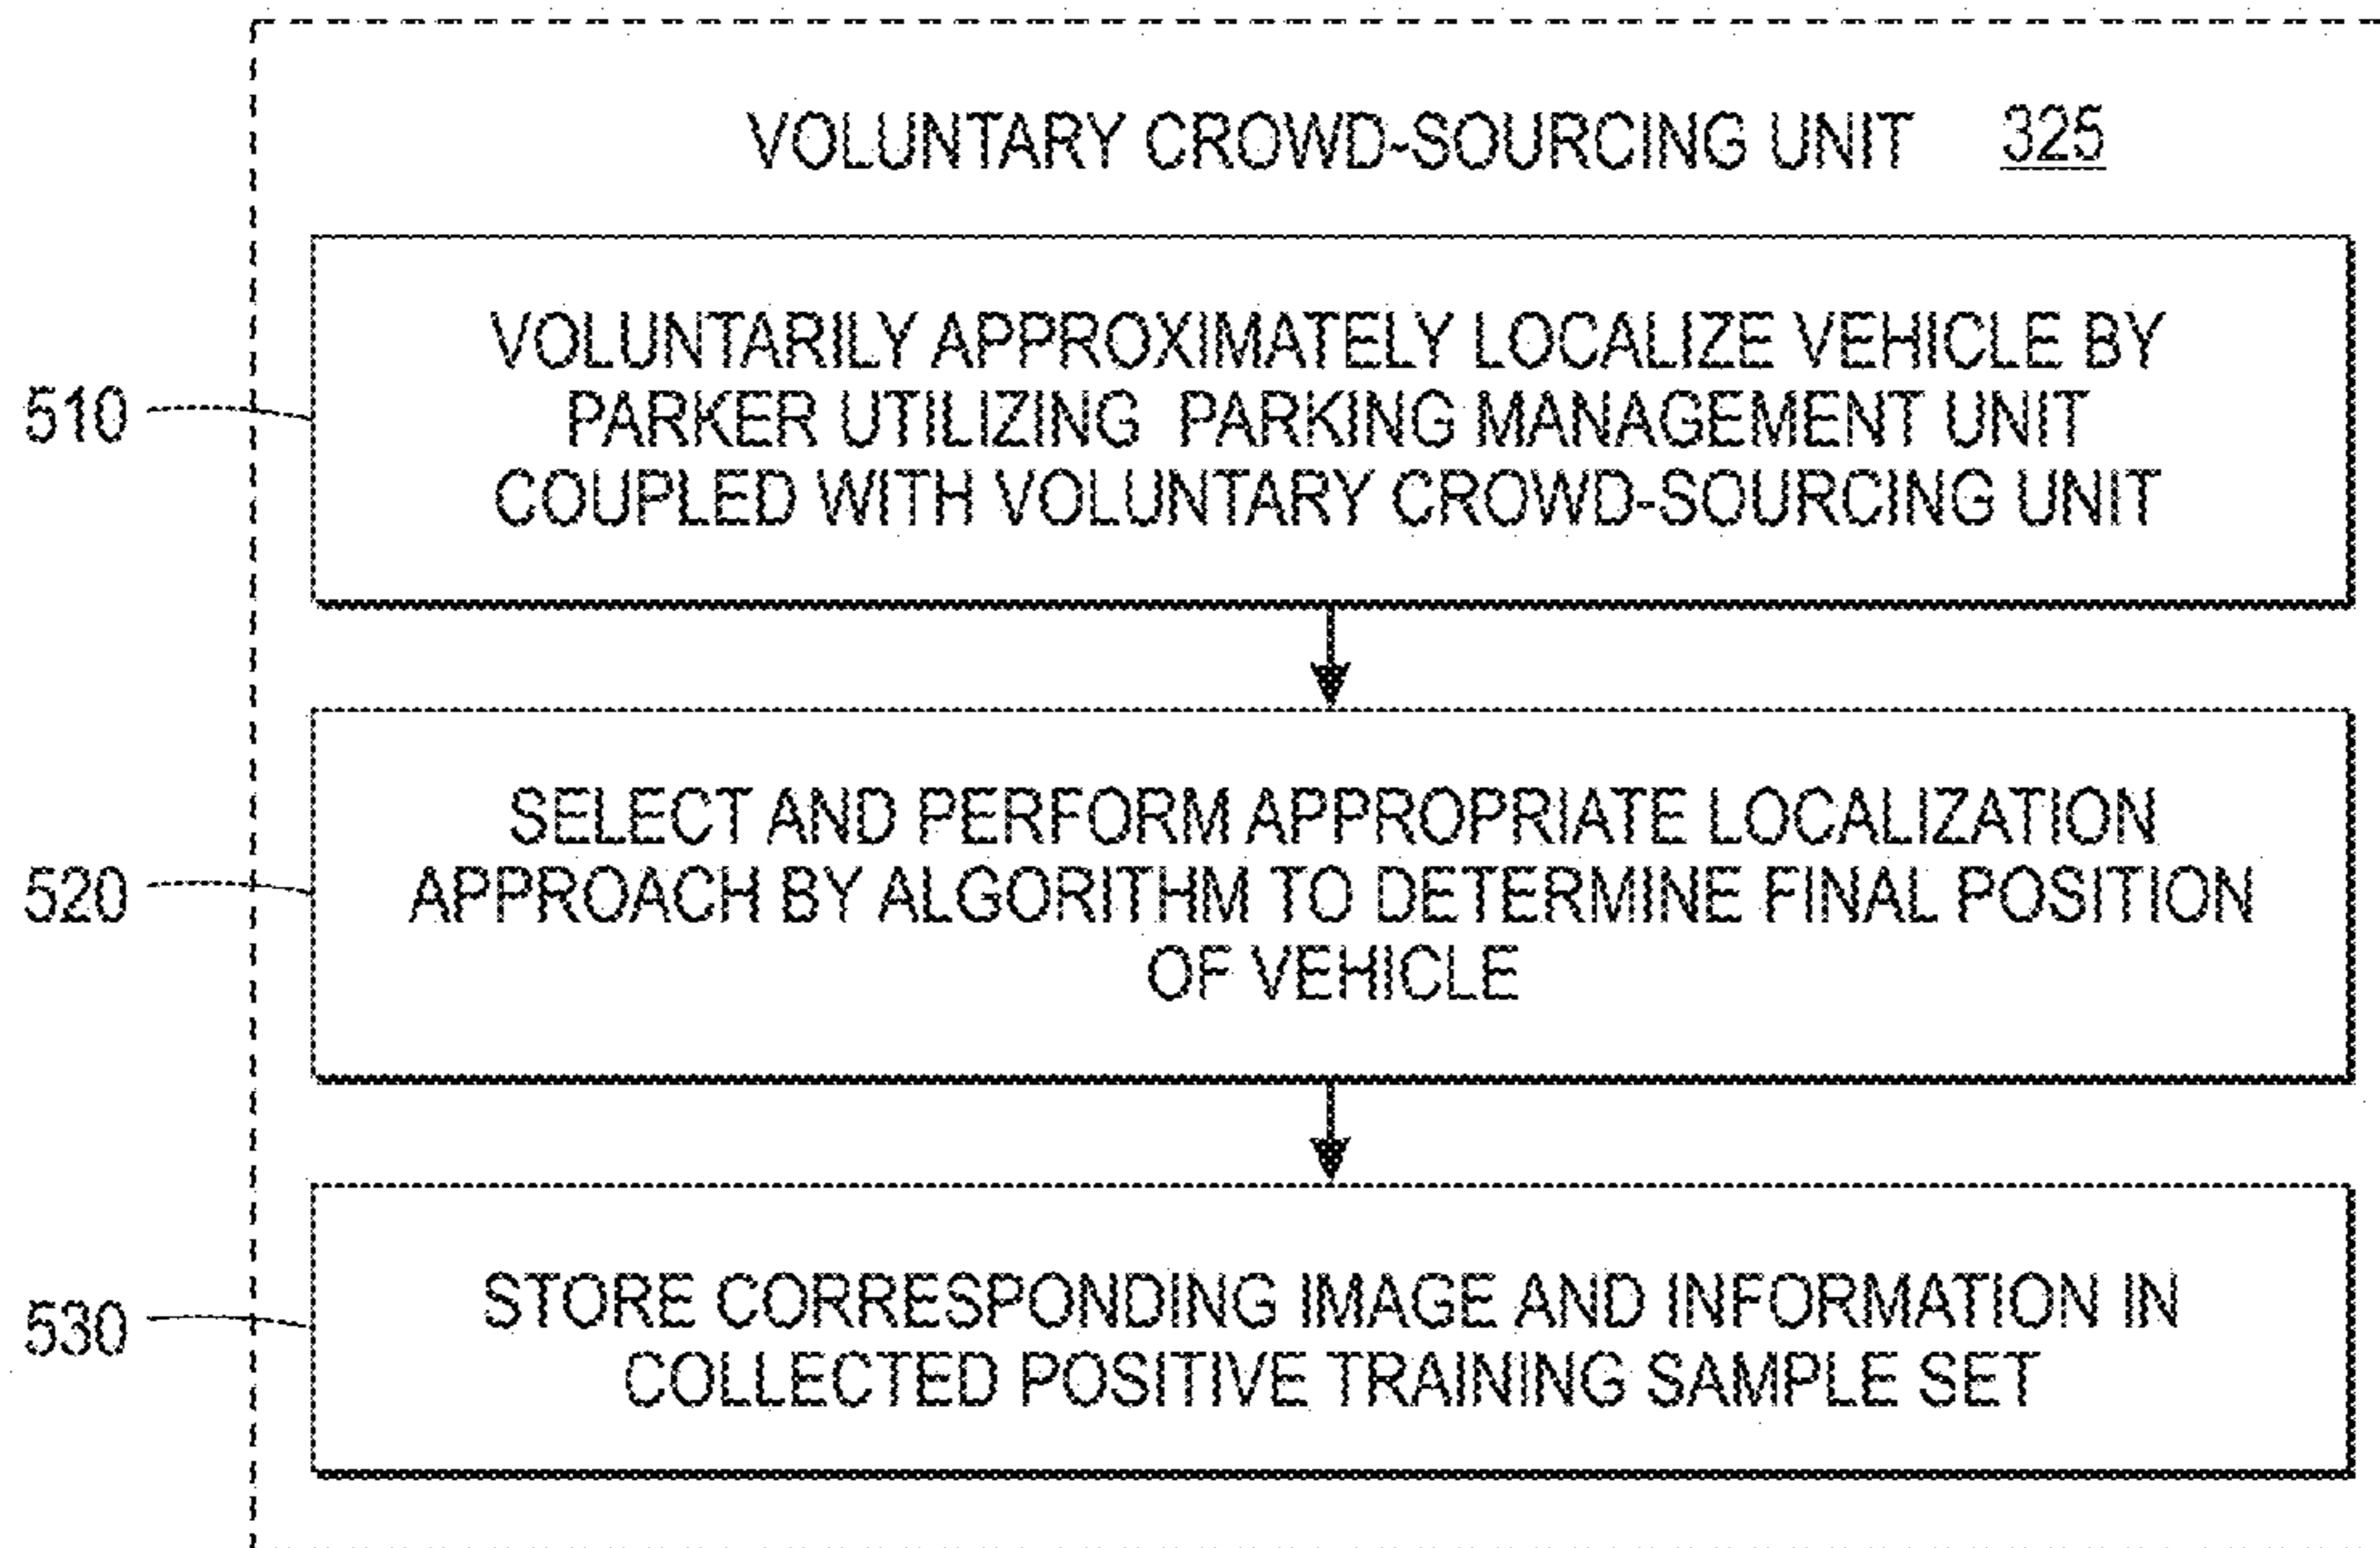 VOLUNTARY CROWD-SOURCING UNIT 325
VOLUNTARILY APPROXIMATELY LOCALIZE VEHICLE BY
510
PARKER UTILIZING PARKING MANAGEMENT UNIT
COUPLED WITH VOLUNTARY CROWD-SOURCING UNIT
SELECT AND PERFORM APPROPRIATE LOCALIZATION
520
APPROACH BY ALGORITHM TO DETERMINE FINAL POSITION
OF VEHICLE
STORE CORRESPONDING IMAGE AND INFORMATION IN
530
COLLECTED POSITIVE TRAINING SAMPLE SET